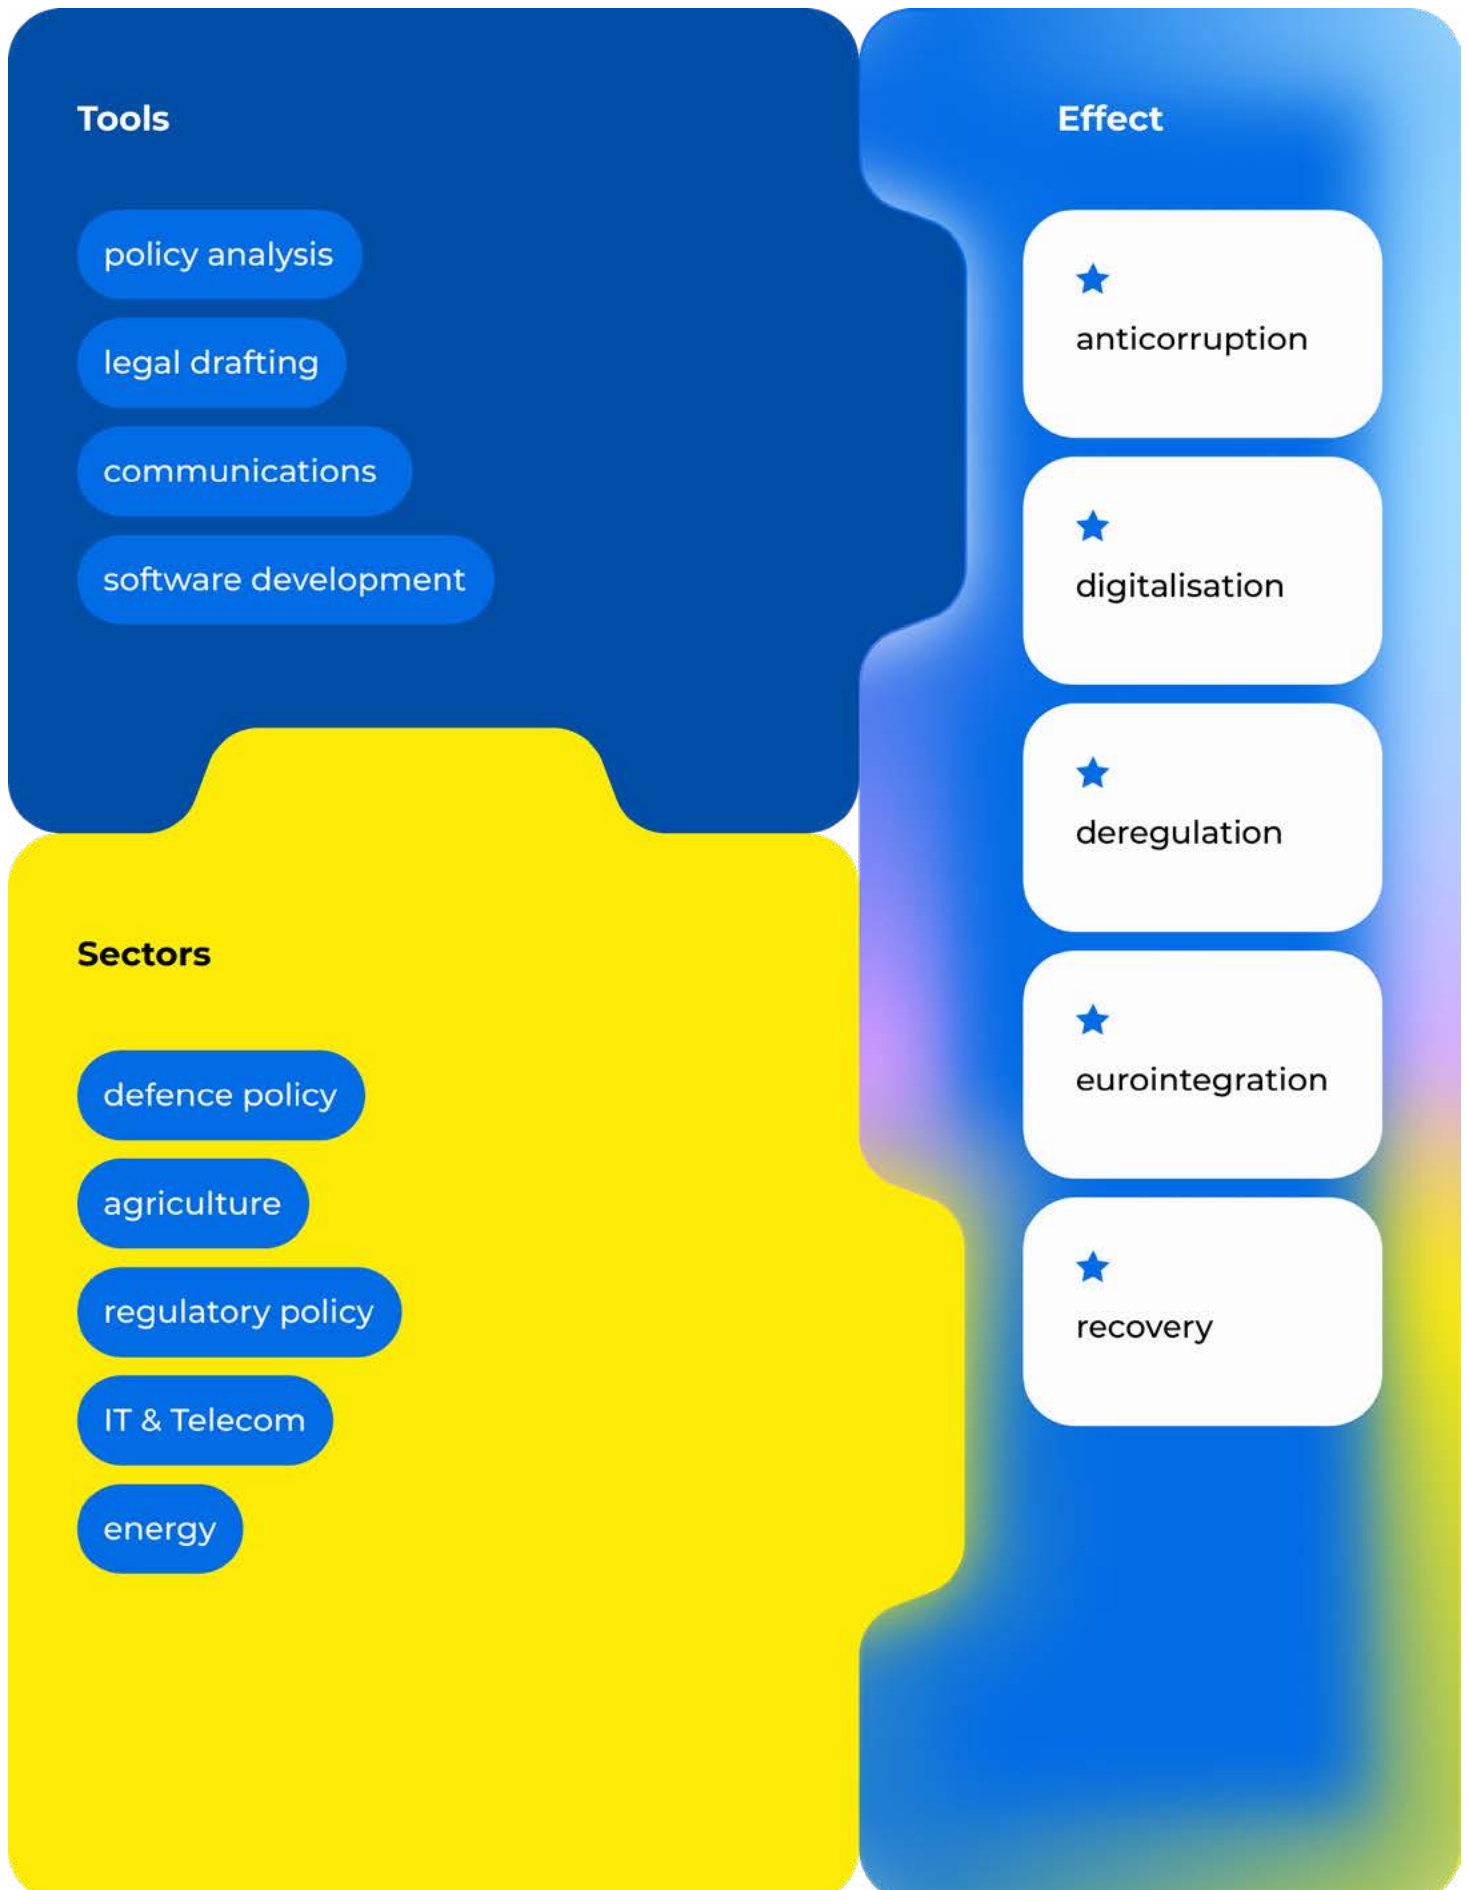 Tools
policy analysis
legal drafting
communications
software development
Sectors
defence policy
agriculture
regulatory policy
IT & Telecom
energy
Effect
anticorruption
digitalisation
deregulation
eurointegration
recovery